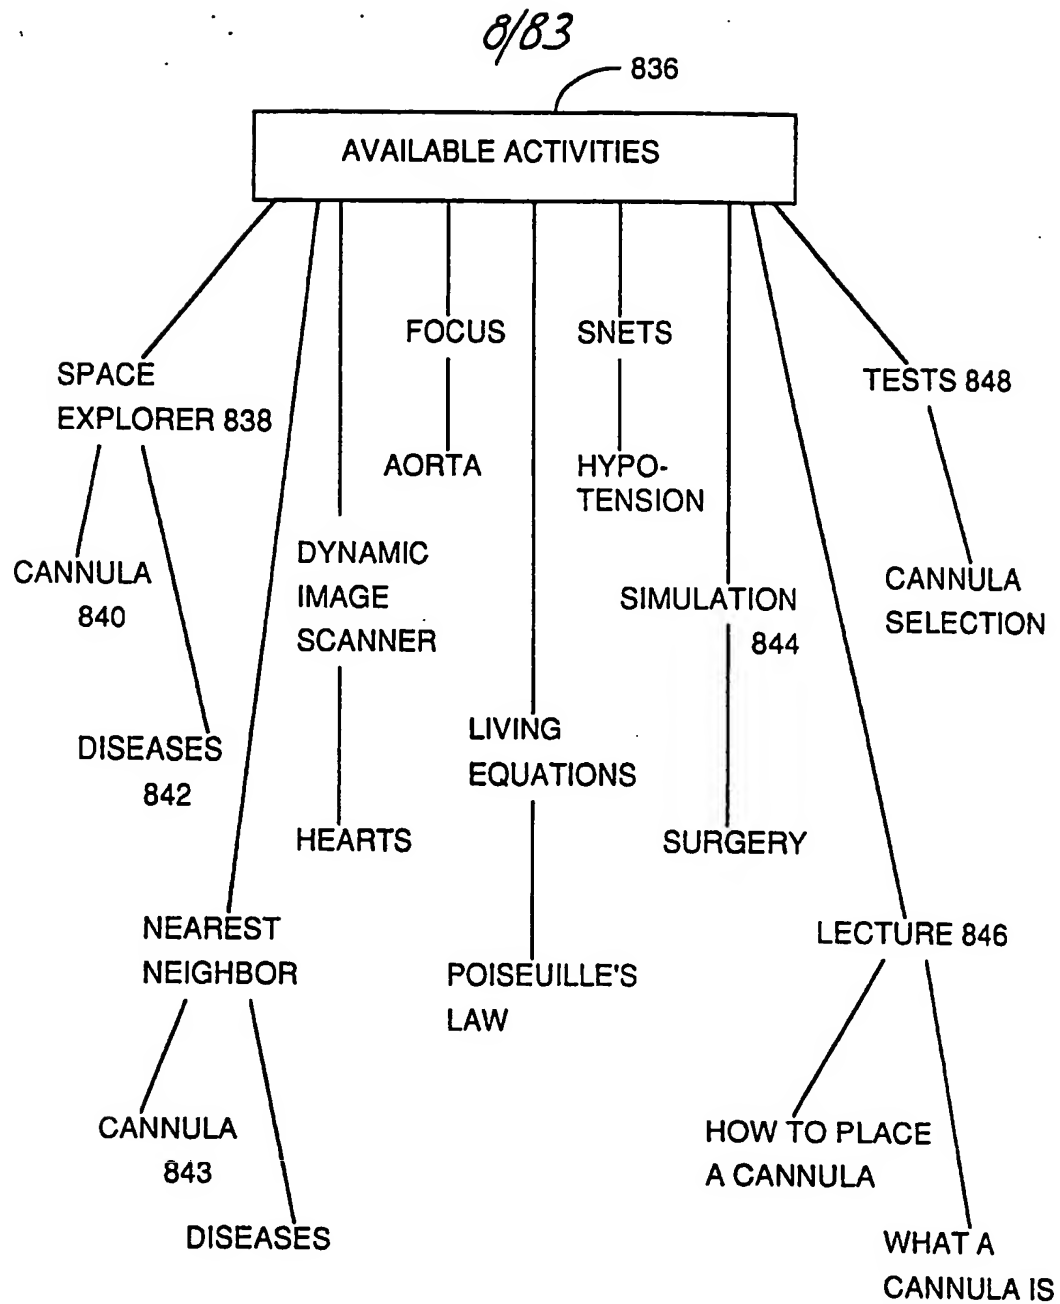 8/83
836
AVAILABLE ACTIVITIES
FOCUS
SNETS
SPACE
EXPLORER 838
TESTS 848
AORTA
HYPO-
TENSION
DYNAMIC
IMAGE
SCANNER
CANNULA
840
CANNULA
SELECTION
SIMULATION
844
LIVING
EQUATIONS
DISEASES
842
HEARTS
SURGERY
NEAREST
NEIGHBOR
LECTURE 846
POISEUILLE'S
LAW
CANNULA
843
HOW TO PLACE
A CANNULA
DISEASES
WHAT A
CANNULA IS